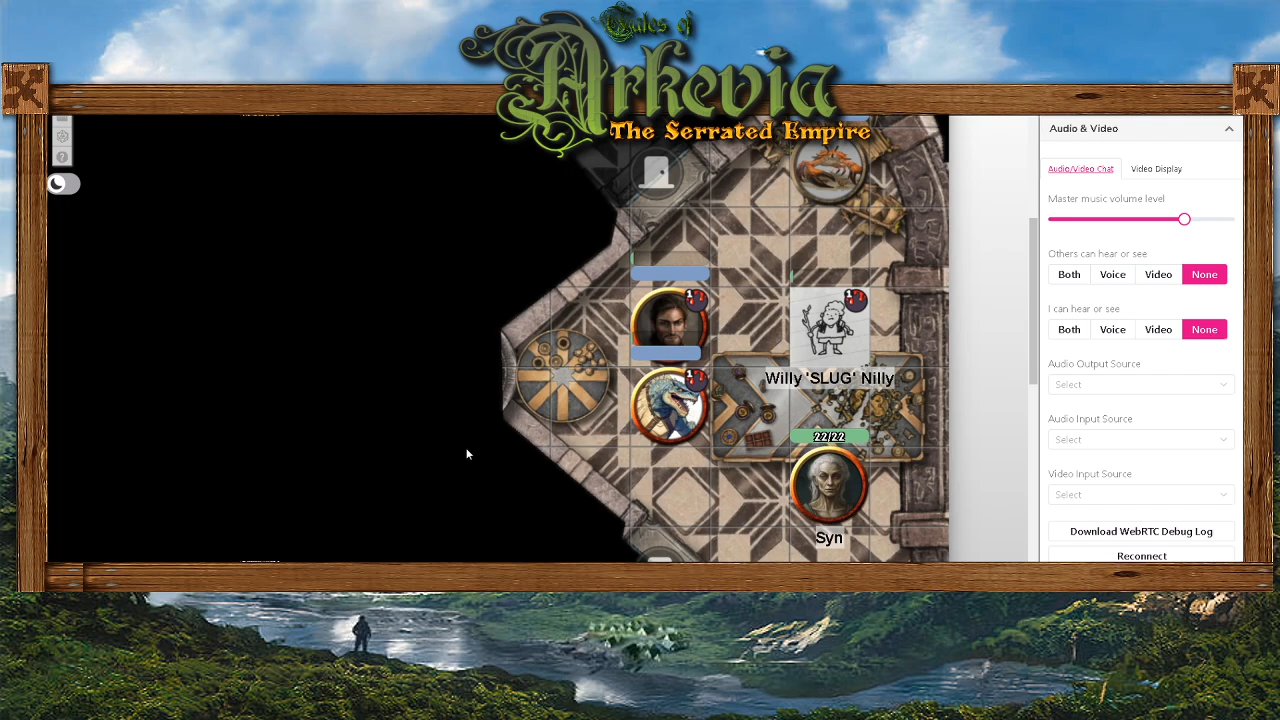 Tales of
Arkevia
The Serrated Empire
Audio & Video
Audio/Video Chat
Video Display
Master music volume level
Others can hear or see
Both Voice Video None
I can hear or see
Both Voice Video None
Audio Output Source
Select
Audio Input Source
Select
Video Input Source
Select
Download WebRTC Debug Log
Reconnect
1
1
Willy 'SLUG' Nilly
1
22/22
Syn
?